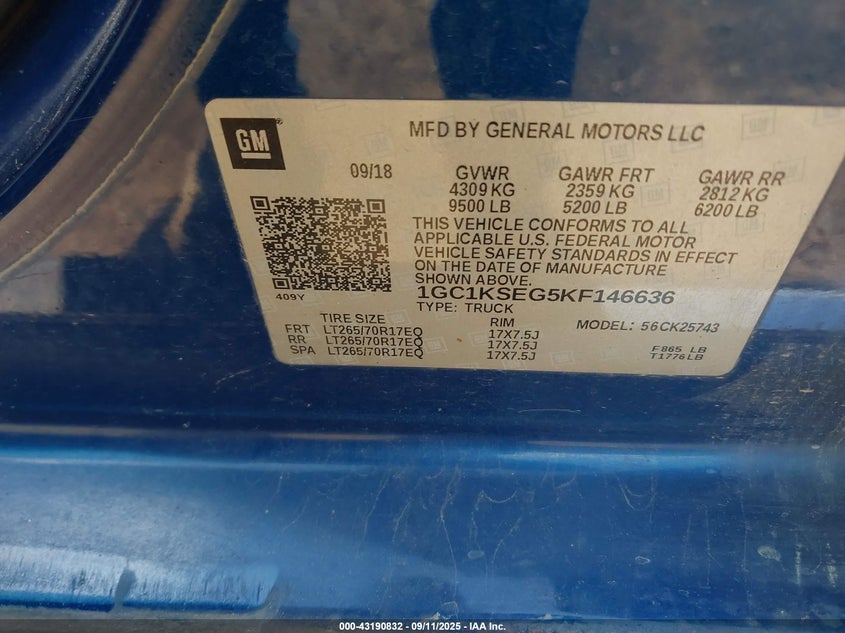 GM
MFD BY GENERAL MOTORS LLC
09/18
GVWR GAWR FRT GAWR RR
4309 KG 2359 KG 2812 KG
9500 LB 5200 LB 6200 LB
THIS VEHICLE CONFORMS TO ALL
APPLICABLE U.S. FEDERAL MOTOR
VEHICLE SAFETY STANDARDS IN EFFECT
ON THE DATE OF MANUFACTURE
SHOWN ABOVE.
409Y
1GC1KSEG5KF146636
TYPE: TRUCK
TIRE SIZE RIM MODEL: 56CK25743
FRT LT265/70R17EQ 17X7.5J
RR LT265/70R17EQ 17X7.5J F865 LB
SPA LT265/70R17EQ 17X7.5J T1776LB
000-43190832 - 09/11/2025 - IAA Inc.